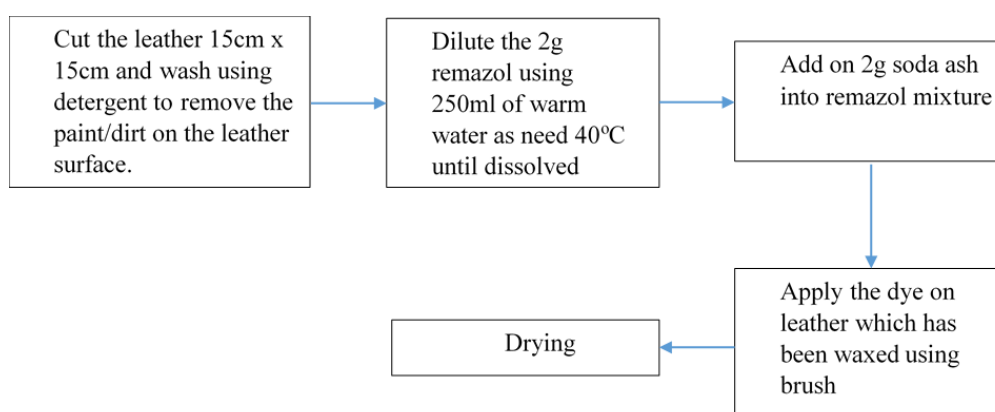 Cut the leather 15cm x
15cm and wash using
detergent to remove the
paint/dirt on the leather
surface.
Dilute the 2g
remazol using
250ml of warm
water as need 40ºC
until dissolved
Add on 2g soda ash
into remazol mixture
Apply the dye on
leather which has
been waxed using
brush
Drying